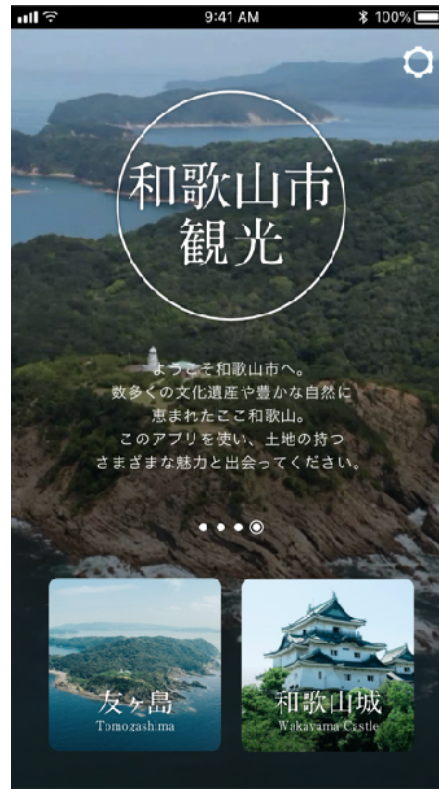 9:41 AM
100%
和歌山市
観光
ようこそ和歌山市へ。
数多くの文化遺産や豊かな自然に
恵まれたここ和歌山。
このアプリを使い、土地の持つ
さまざまな魅力と出会ってください。
友ヶ島
Tomogashima
和歌山城
Wakayama Castle